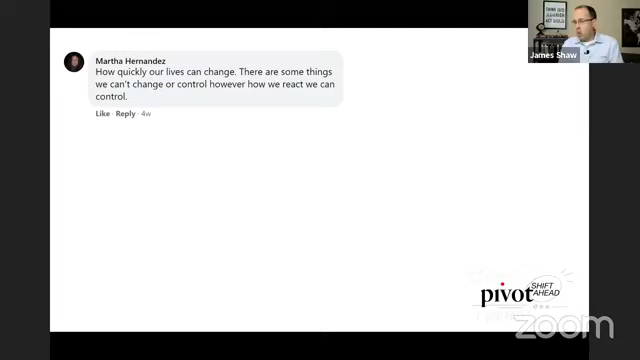 Martha Hernandez
How quickly our lives can change. There are some things
we can't change or control however how we react we can
control.
Like · Reply · 4w
James Shaw
pivot
SHIFT
AHEAD
zoom